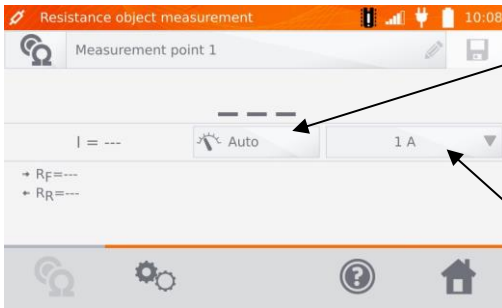 Resistance object measurement 10:08
Measurement point 1
---
I = --- Auto 1 A
RF=---
RR=---